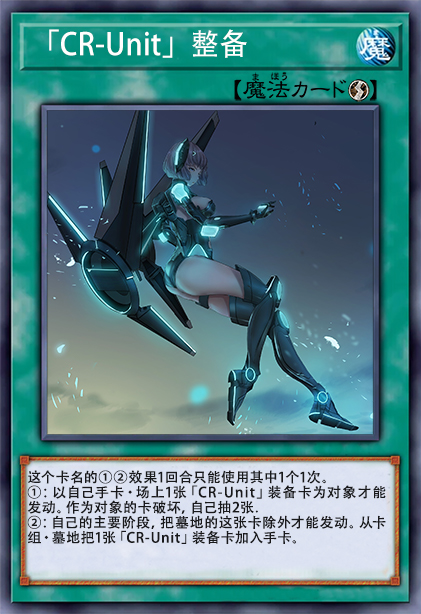 「CR-Unit」整备
魔
まほう
【魔法カード】
这个卡名的①②效果1回合只能使用其中1个1次。
①：以自己手卡・场上1张「CR-Unit」装备卡为对象才能
发动。作为对象的卡破坏，自己抽2张.
②：自己的主要阶段，把墓地的这张卡除外才能发动。从卡
组・墓地把1张「CR-Unit」装备卡加入手卡。